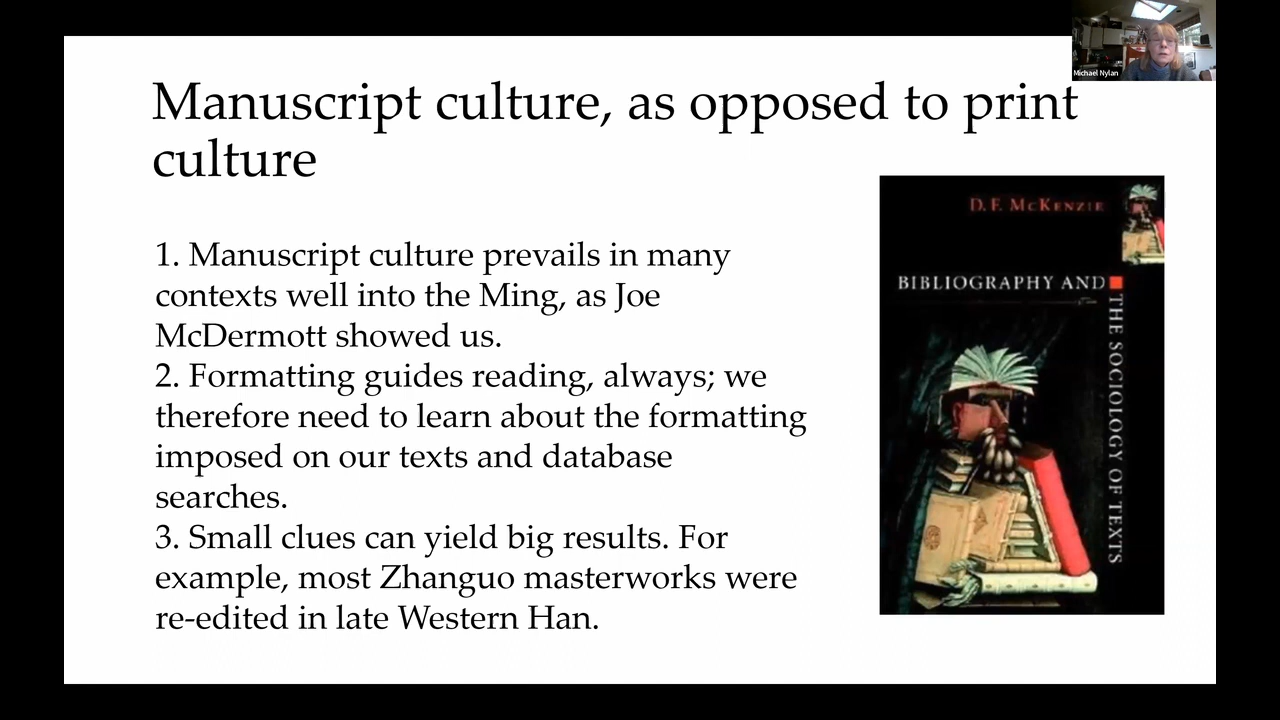 Michael Nylan
Manuscript culture, as opposed to print
culture
1. Manuscript culture prevails in many
contexts well into the Ming, as Joe
McDermott showed us.
2. Formatting guides reading, always; we
therefore need to learn about the formatting
imposed on our texts and database
searches.
3. Small clues can yield big results. For
example, most Zhanguo masterworks were
re-edited in late Western Han.
D. F. McKENZIE
BIBLIOGRAPHY AND
THE SOCIOLOGY OF TEXTS